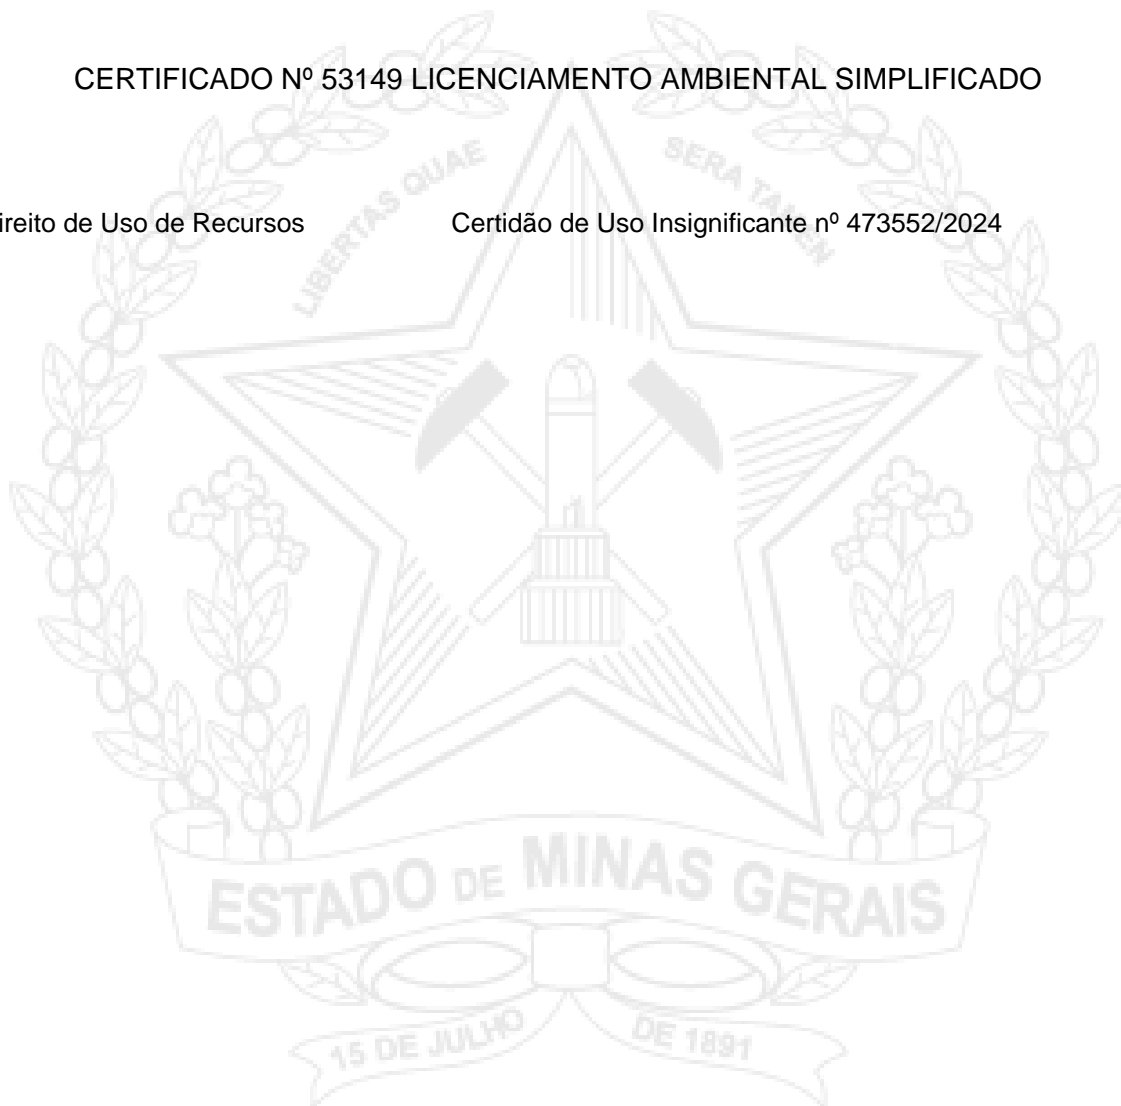 CERTIFICADO Nº 53149 LICENCIAMENTO AMBIENTAL SIMPLIFICADO
ireito de Uso de Recursos Certidão de Uso Insignificante nº 473552/2024
LIBERTAS QUAE SERA TAMEN
ESTADO DE MINAS GERAIS
15 DE JULHO DE 1891